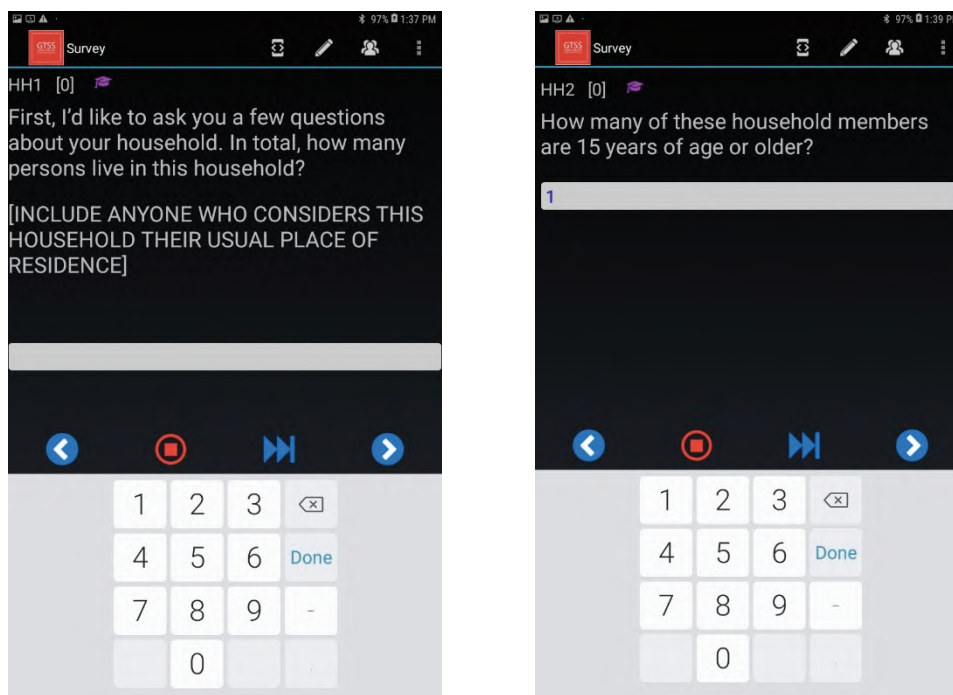 97% 1:37 PM
GTSS Survey
HH1 [0]
First, I'd like to ask you a few questions
about your household. In total, how many
persons live in this household?
[INCLUDE ANYONE WHO CONSIDERS THIS
HOUSEHOLD THEIR USUAL PLACE OF
RESIDENCE]
1 2 3
4 5 6 Done
7 8 9 -
0 .
97% 1:39 P
GTSS Survey
HH2 [0]
How many of these household members
are 15 years of age or older?
1
1 2 3
4 5 6 Done
7 8 9 -
0 .